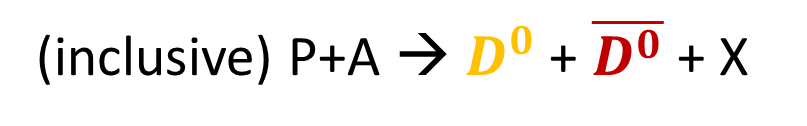 (inclusive) P+A → D⁰ + D̅⁰ + X